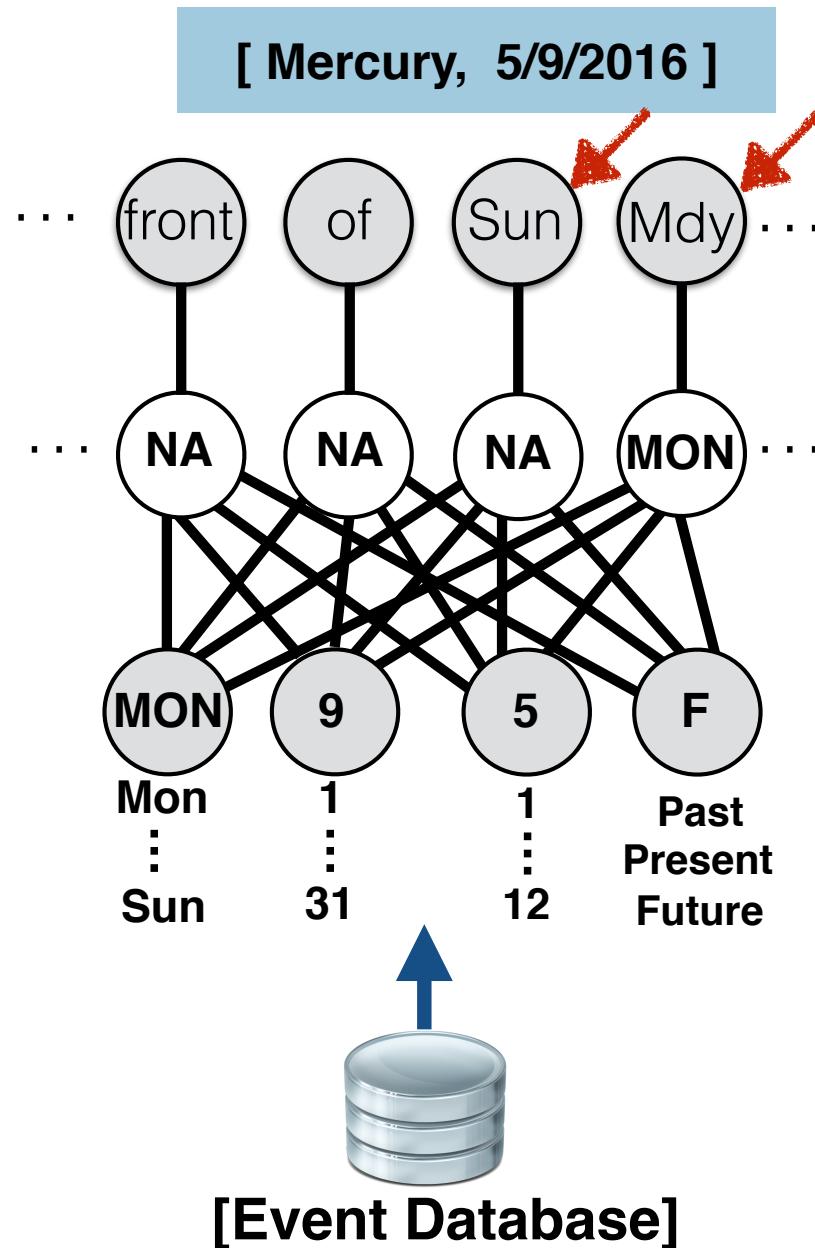 [ Mercury, 5/9/2016 ]
... front of Sun Mdy ...
... NA NA NA MON ...
MON 9 5 F
Mon 1 1 Past
⋮ ⋮ ⋮ Present
Sun 31 12 Future
[Event Database]